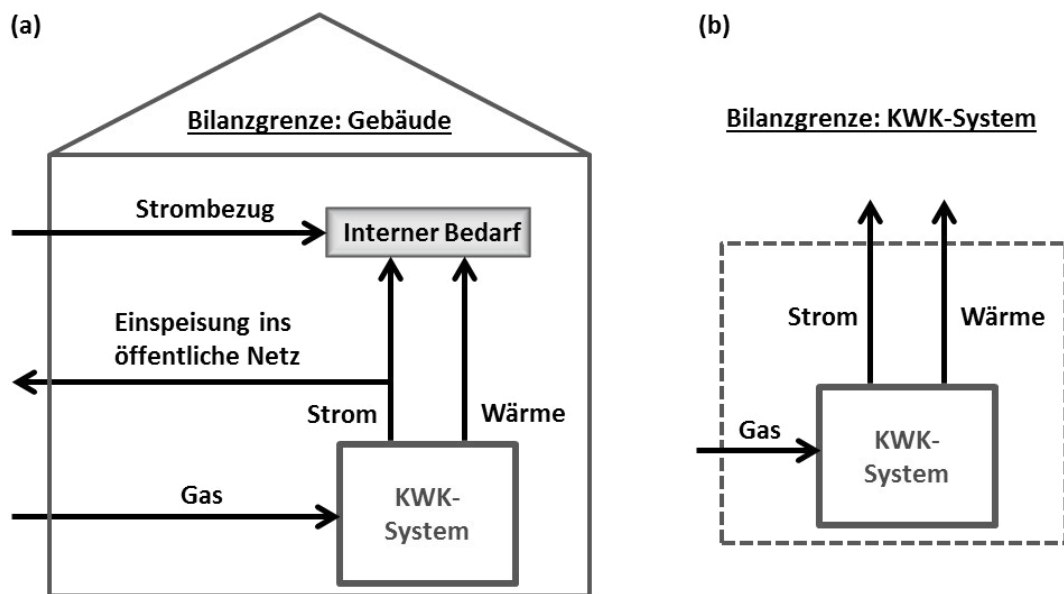 (a)
Bilanzgrenze: Gebäude
Strombezug
Interner Bedarf
Einspeisung ins
öffentliche Netz
Strom
Wärme
Gas
KWK-
System
(b)
Bilanzgrenze: KWK-System
Strom
Wärme
Gas
KWK-
System